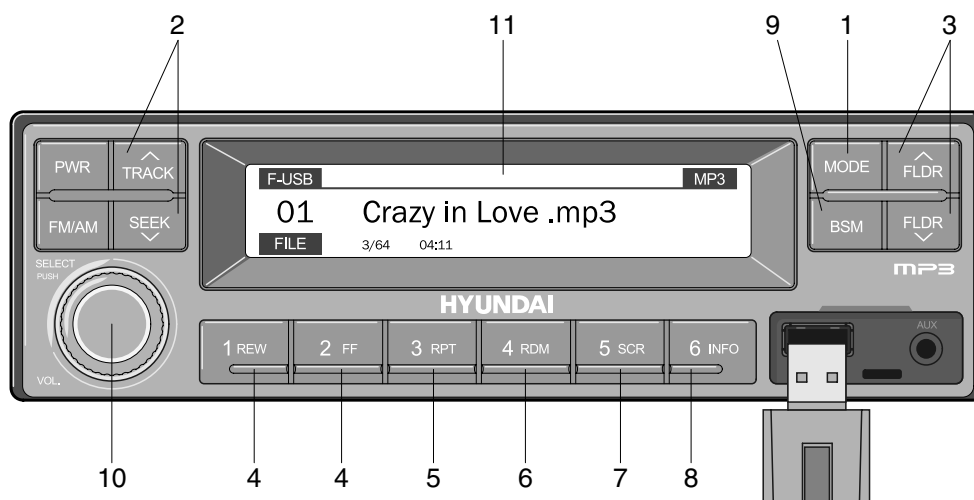 2 11 9 1 3
PWR TRACK
FM/AM SEEK
F-USB MP3
01 Crazy in Love .mp3
FILE 3/64 04:11
MODE FLDR
BSM FLDR
MP3
SELECT
PUSH
VOL.
HYUNDAI
1 REW 2 FF 3 RPT 4 RDM 5 SCR 6 INFO
AUX
10 4 4 5 6 7 8